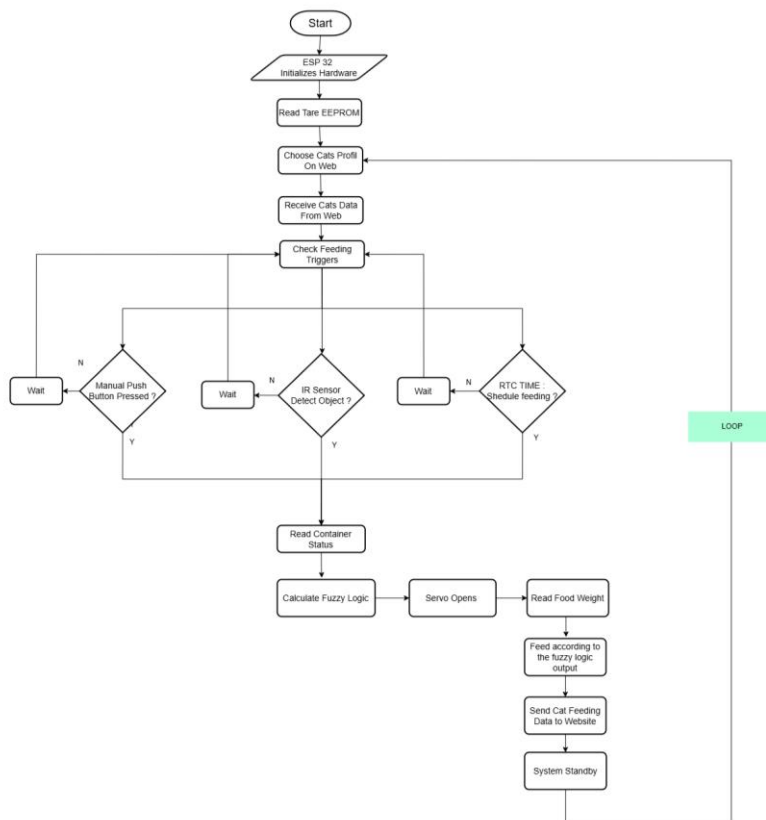 Start
ESP 32
Initializes Hardware
Read Tare EEPROM
Choose Cats Profil
On Web
Receive Cats Data
From Web
Check Feeding
Triggers
N
Wait
Manual Push
Button Pressed ?
Y
N
Wait
IR Sensor
Detect Object ?
Y
N
Wait
RTC TIME :
Shedule feeding ?
Y
LOOP
Read Container
Status
Calculate Fuzzy Logic
Servo Opens
Read Food Weight
Feed according to
the fuzzy logic
output
Send Cat Feeding
Data to Website
System Standby